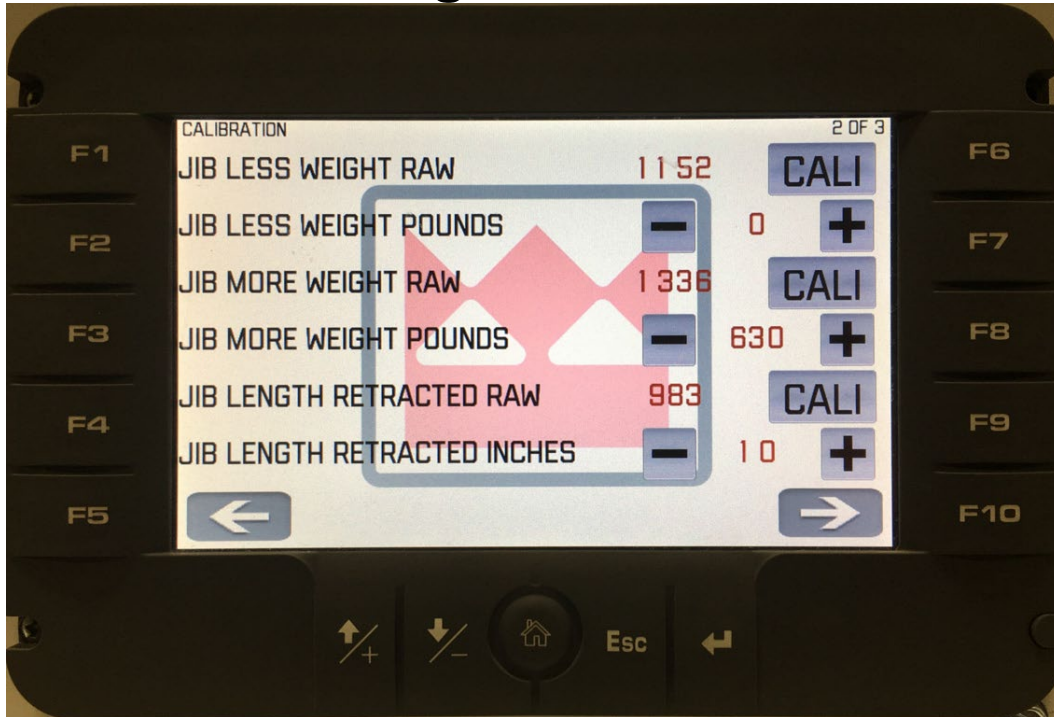 CALIBRATION 2 OF 3
F1 JIB LESS WEIGHT RAW 1152 CALI F6
F2 JIB LESS WEIGHT POUNDS − 0 + F7
JIB MORE WEIGHT RAW 1336 CALI
F3 JIB MORE WEIGHT POUNDS − 630 + F8
JIB LENGTH RETRACTED RAW 983 CALI
F4 JIB LENGTH RETRACTED INCHES − 10 + F9
F5 ← → F10
↑/+ ↓/− Esc